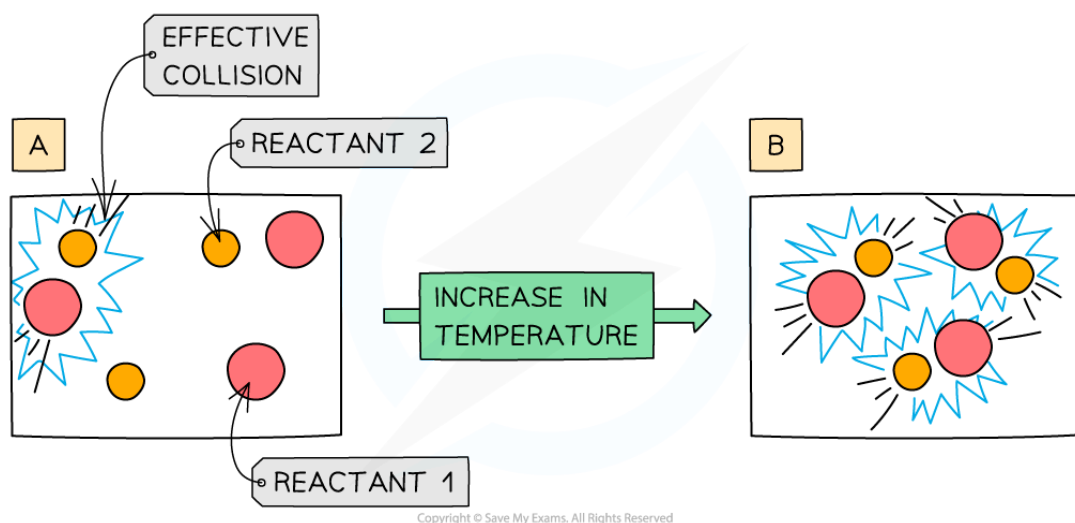 EFFECTIVE
COLLISION
A
REACTANT 2
B
INCREASE IN
TEMPERATURE
REACTANT 1
Copyright © Save My Exams. All Rights Reserved